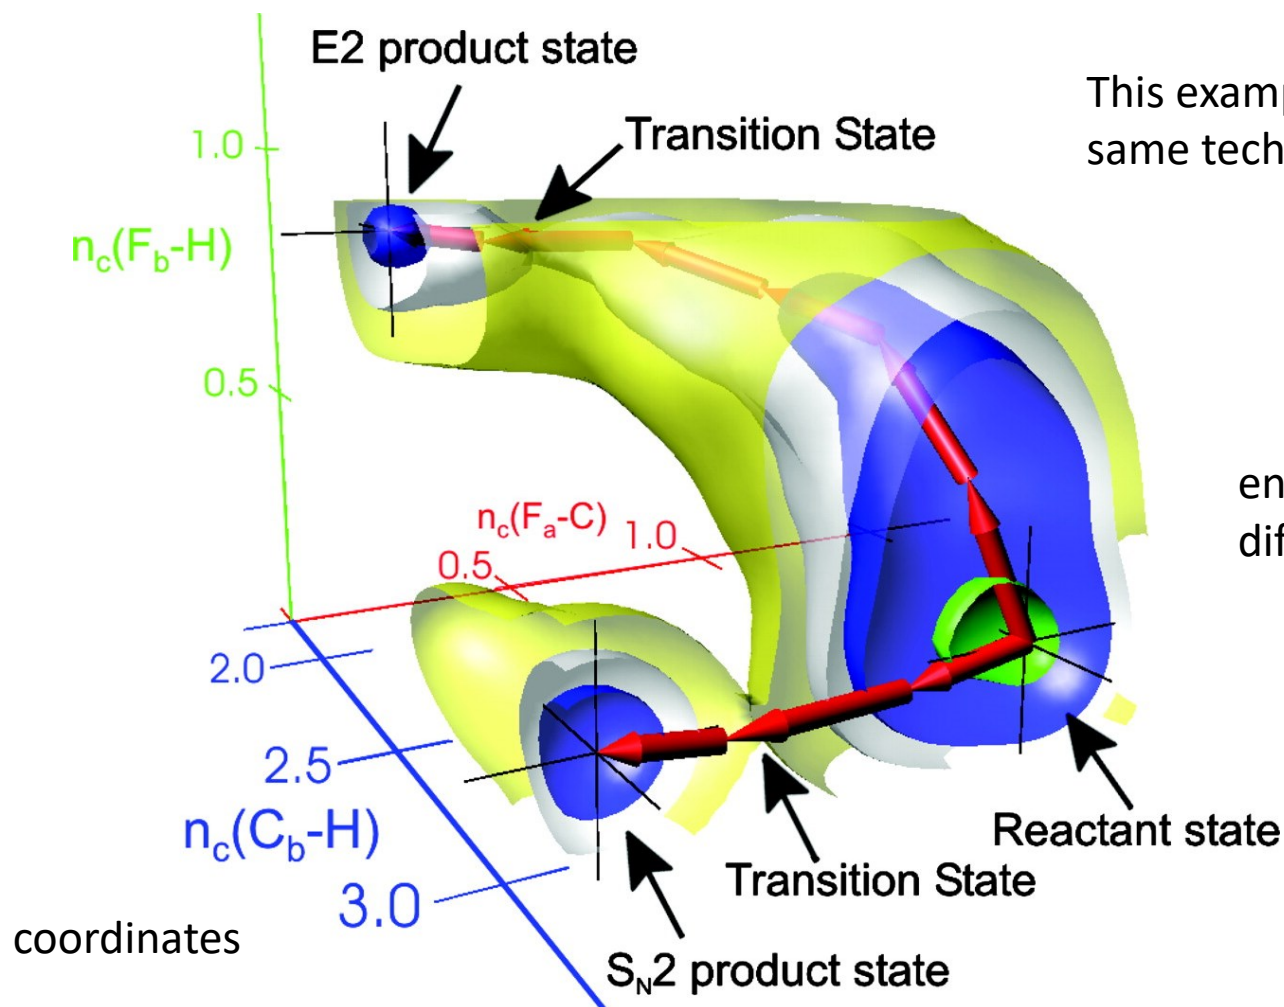 E2 product state
This examp
same tech
Transition State
1.0
n_c(F_b-H)
0.5
n_c(F_a-C)
1.0
0.5
en
dif
2.0
2.5
n_c(C_b-H)
3.0
Reactant state
Transition State
coordinates
S_N2 product state